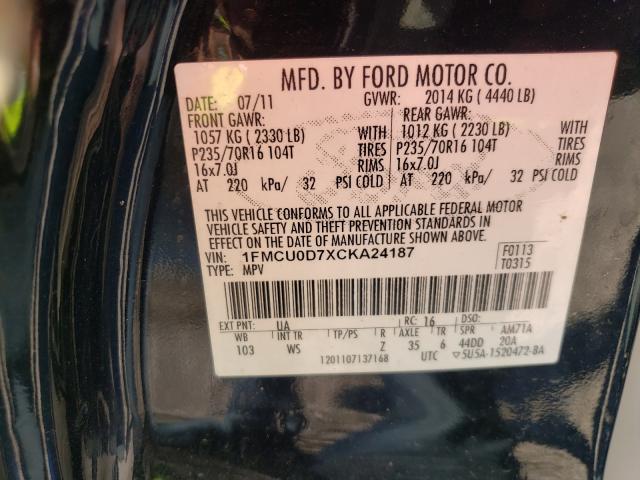 MFD. BY FORD MOTOR CO.
DATE: 07/11 GVWR: 2014 KG ( 4440 LB)
FRONT GAWR: REAR GAWR:
1057 KG ( 2330 LB) WITH 1012 KG ( 2230 LB) WITH
P235/70R16 104T TIRES P235/70R16 104T TIRES
16x7.0J RIMS 16x7.0J RIMS
AT 220 kPa/ 32 PSI COLD AT 220 kPa/ 32 PSI COLD
THIS VEHICLE CONFORMS TO ALL APPLICABLE FEDERAL MOTOR
VEHICLE SAFETY AND THEFT PREVENTION STANDARDS IN
EFFECT ON THE DATE OF MANUFACTURE SHOWN ABOVE.
VIN: 1FMCU0D7XCKA24187 F0113
TYPE: MPV T0315
EXT PNT: UA RC: 16 DSO: AM71A
WB INT TR TP/PS R AXLE TR SPR 20A
103 WS Z 35 6 44DD
1201107137168 UTC ▽5U5A-1520472-BA